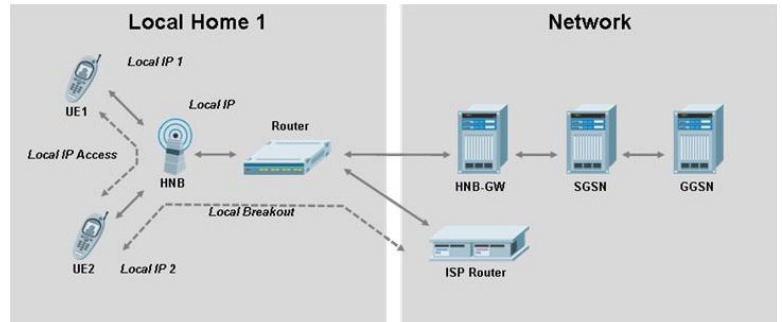 Local Home 1
Network
Local IP 1
UE1
Local IP
Router
Local IP Access
HNB
HNB-GW
SGSN
GGSN
Local Breakout
UE2
Local IP 2
ISP Router